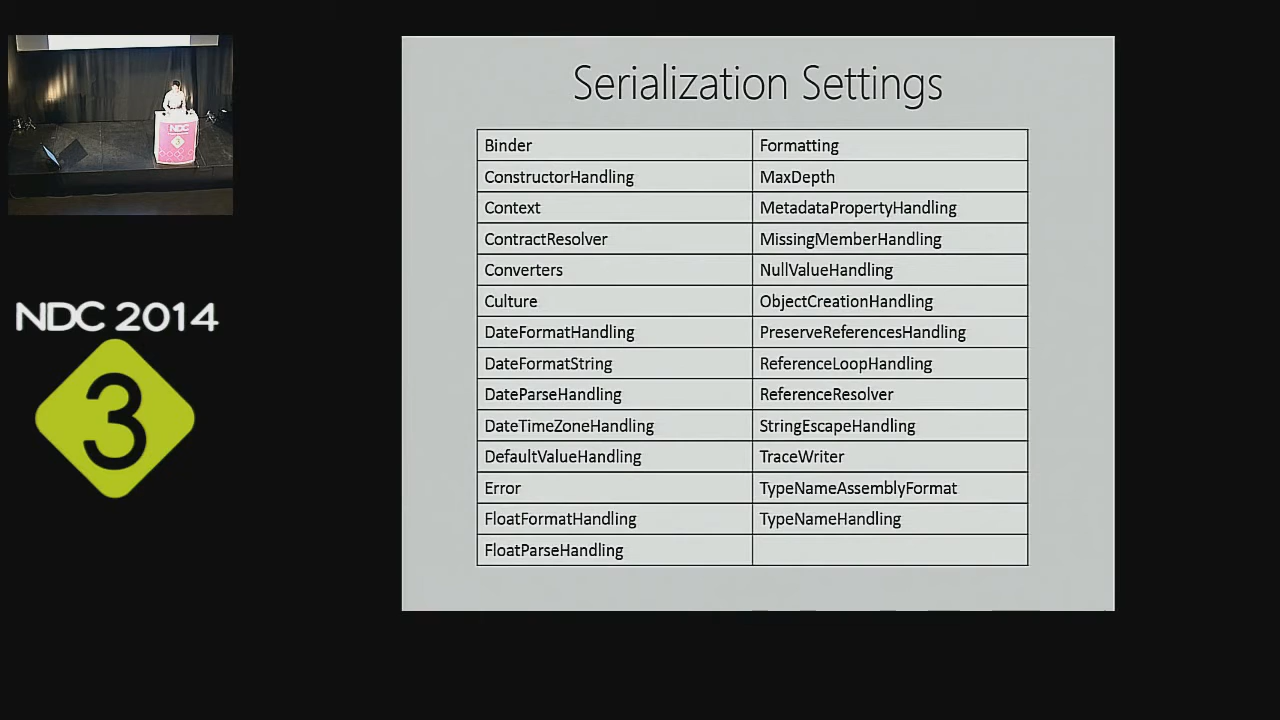 NDC
NDC 2014
3
Serialization Settings
Binder Formatting
ConstructorHandling MaxDepth
Context MetadataPropertyHandling
ContractResolver MissingMemberHandling
Converters NullValueHandling
Culture ObjectCreationHandling
DateFormatHandling PreserveReferencesHandling
DateFormatString ReferenceLoopHandling
DateParseHandling ReferenceResolver
DateTimeZoneHandling StringEscapeHandling
DefaultValueHandling TraceWriter
Error TypeNameAssemblyFormat
FloatFormatHandling TypeNameHandling
FloatParseHandling